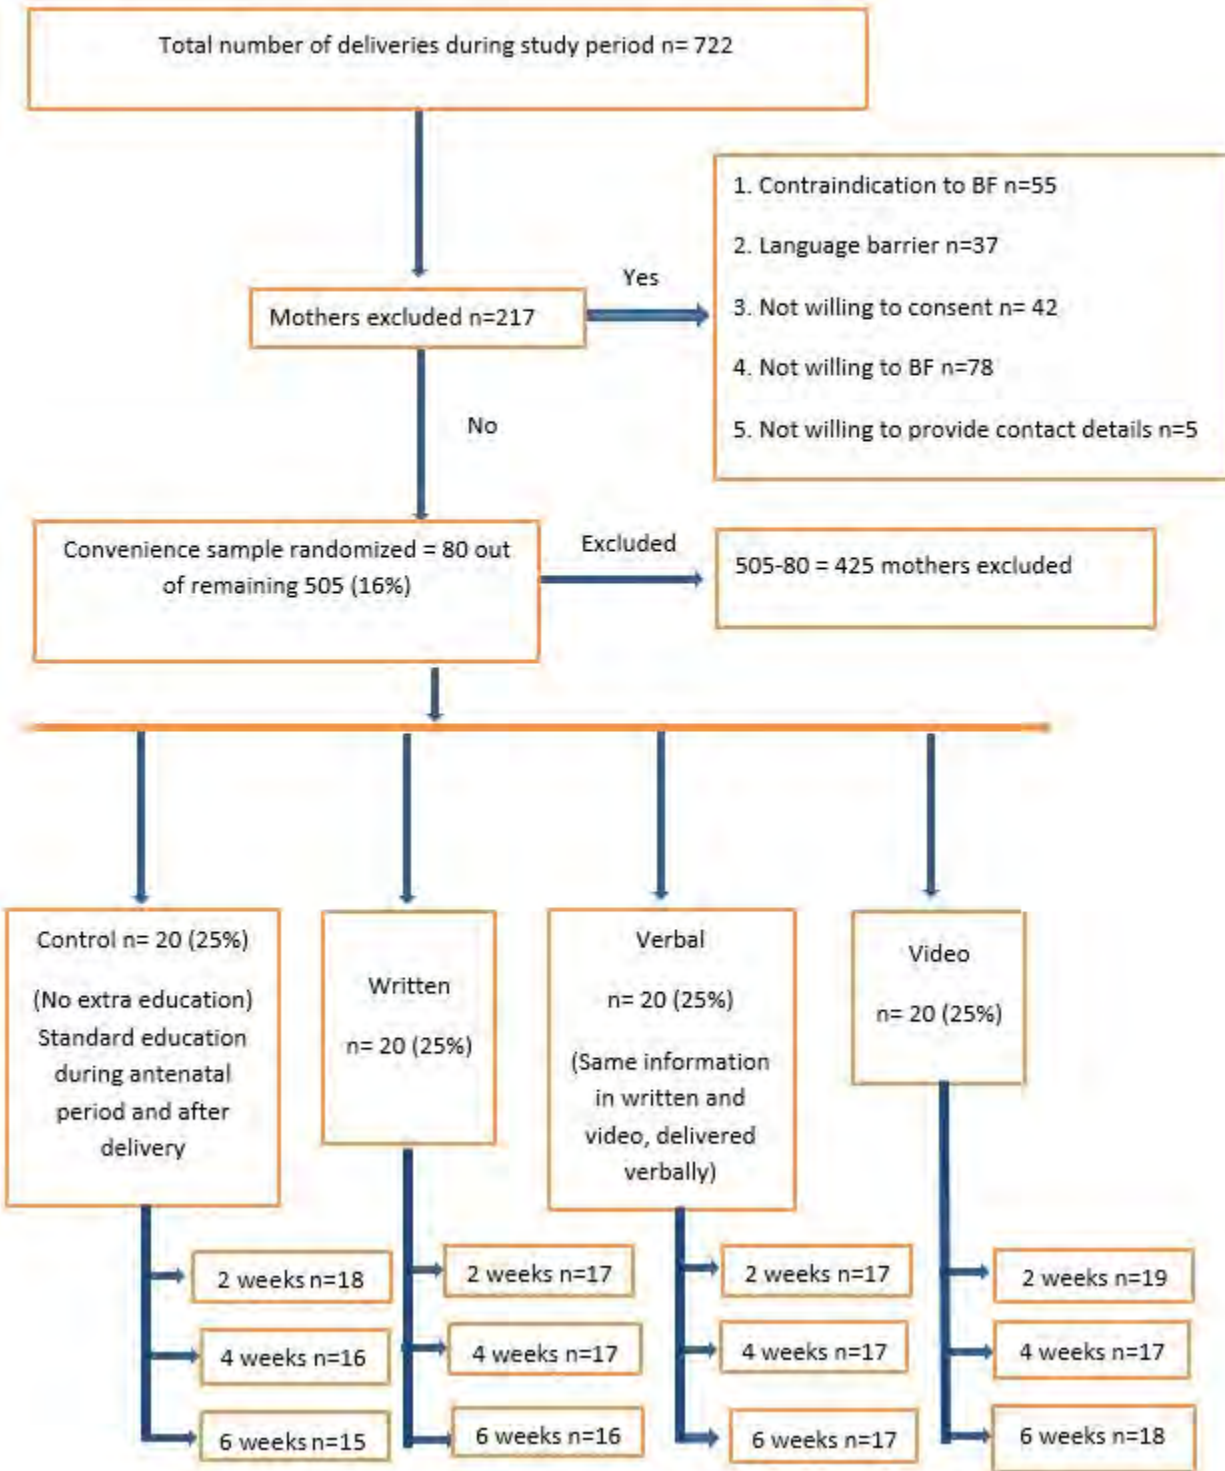 Total number of deliveries during study period n= 722
1. Contraindication to BF n=55
2. Language barrier n=37
Yes
3. Not willing to consent n= 42
Mothers excluded n=217
4. Not willing to BF n=78
No
5. Not willing to provide contact details n=5
Convenience sample randomized = 80 out
of remaining 505 (16%)
Excluded
505-80 = 425 mothers excluded
Control n= 20 (25%)
(No extra education)
Standard education
during antenatal
period and after
delivery
Written
n= 20 (25%)
Verbal
n= 20 (25%)
(Same information
in written and
video, delivered
verbally)
Video
n= 20 (25%)
2 weeks n=18
4 weeks n=16
6 weeks n=15
2 weeks n=17
4 weeks n=17
6 weeks n=16
2 weeks n=17
4 weeks n=17
6 weeks n=17
2 weeks n=19
4 weeks n=17
6 weeks n=18